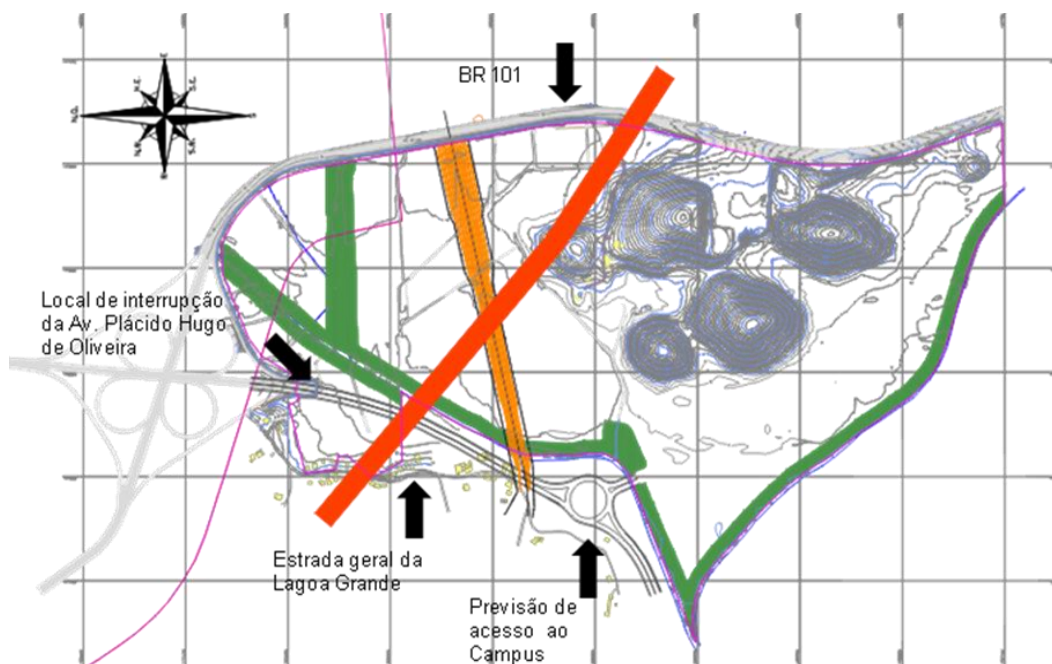 BR 101
Local de interrupção
da Av. Plácido Hugo
de Oliveira
Estrada geral da
Lagoa Grande
Previsão de
acesso ao
Campus